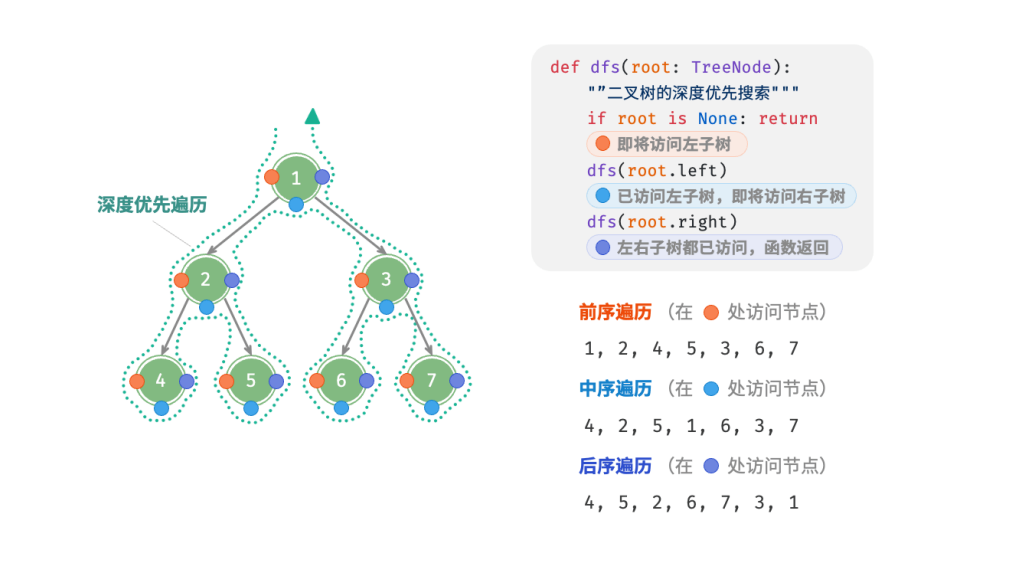 深度优先遍历
1
2
3
4
5
6
7
def dfs(root: TreeNode):
"”二叉树的深度优先搜索"""
if root is None: return
即将访问左子树
dfs(root.left)
已访问左子树，即将访问右子树
dfs(root.right)
左右子树都已访问，函数返回
前序遍历 （在 处访问节点）
1, 2, 4, 5, 3, 6, 7
中序遍历 （在 处访问节点）
4, 2, 5, 1, 6, 3, 7
后序遍历 （在 处访问节点）
4, 5, 2, 6, 7, 3, 1